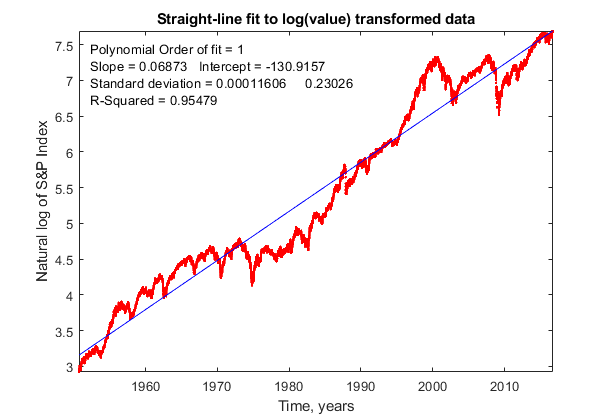 Straight-line fit to log(value) transformed data
Polynomial Order of fit = 1
Slope = 0.06873   Intercept = -130.9157
Standard deviation = 0.00011606     0.23026
R-Squared = 0.95479
Natural log of S&P Index
7.5
7
6.5
6
5.5
5
4.5
4
3.5
3
1960 1970 1980 1990 2000 2010
Time, years